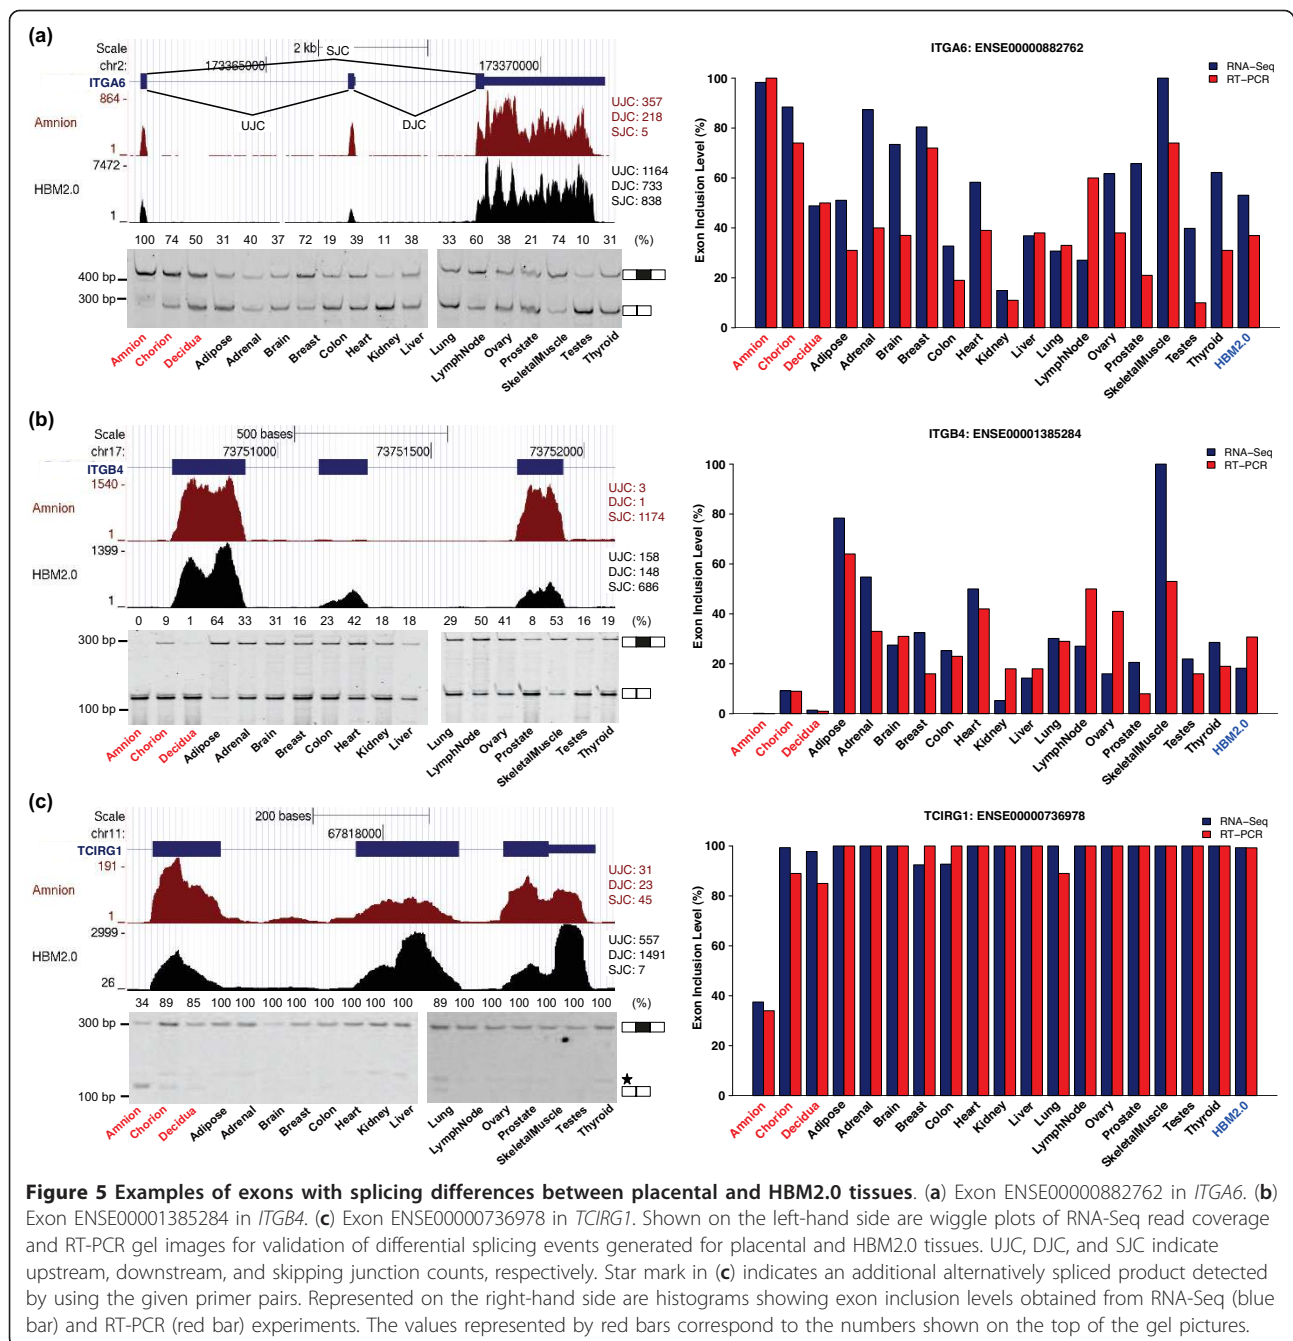 (a)
Scale 2 kb SJC
chr2: 173365000 173370000
ITGA6
864 -
Amnion
UJC DJC
UJC: 357
DJC: 218
SJC: 5
1 _
7472 -
HBM2.0
UJC: 1164
DJC: 733
SJC: 838
1 _
100 74 50 31 40 37 72 19 39 11 38 33 60 38 21 74 10 31 (%)
400 bp
300 bp
Amnion Chorion Decidua Adipose Adrenal Brain Breast Colon Heart Kidney Liver Lung LymphNode Ovary Prostate SkeletalMuscle Testes Thyroid
ITGA6: ENSE00000882762
RNA-Seq
RT-PCR
Exon Inclusion Level (%)
100
80
60
40
20
0
Amnion Chorion Decidua Adipose Adrenal Brain Breast Colon Heart Kidney Liver Lung LymphNode Ovary Prostate SkeletalMuscle Testes Thyroid HBM2.0
(b)
Scale 500 bases
chr17: 73751000 73751500 73752000
ITGB4
1540 -
Amnion
UJC: 3
DJC: 1
SJC: 1174
1 _
1399 -
HBM2.0
UJC: 158
DJC: 148
SJC: 686
1 _
0 9 1 64 33 31 16 23 42 18 18 29 50 41 8 53 16 19 (%)
300 bp
100 bp
Amnion Chorion Decidua Adipose Adrenal Brain Breast Colon Heart Kidney Liver Lung LymphNode Ovary Prostate SkeletalMuscle Testes Thyroid
ITGB4: ENSE00001385284
RNA-Seq
RT-PCR
Exon Inclusion Level (%)
100
80
60
40
20
0
Amnion Chorion Decidua Adipose Adrenal Brain Breast Colon Heart Kidney Liver Lung LymphNode Ovary Prostate SkeletalMuscle Testes Thyroid HBM2.0
(c)
Scale 200 bases
chr11: 67818000
TCIRG1
191 -
Amnion
UJC: 31
DJC: 23
SJC: 45
1 _
2999 -
HBM2.0
UJC: 557
DJC: 1491
SJC: 7
26 _
34 89 85 100 100 100 100 100 100 100 89 100 100 100 100 100 100 (%)
300 bp
100 bp
Amnion Chorion Decidua Adipose Adrenal Brain Breast Colon Heart Kidney Liver Lung LymphNode Ovary Prostate SkeletalMuscle Testes Thyroid
TCIRG1: ENSE00000736978
RNA-Seq
RT-PCR
Exon Inclusion Level (%)
100
80
60
40
20
0
Amnion Chorion Decidua Adipose Adrenal Brain Breast Colon Heart Kidney Liver Lung LymphNode Ovary Prostate SkeletalMuscle Testes Thyroid HBM2.0
Figure 5 Examples of exons with splicing differences between placental and HBM2.0 tissues. (a) Exon ENSE00000882762 in ITGA6. (b)
Exon ENSE00001385284 in ITGB4. (c) Exon ENSE00000736978 in TCIRG1. Shown on the left-hand side are wiggle plots of RNA-Seq read coverage
and RT-PCR gel images for validation of differential splicing events generated for placental and HBM2.0 tissues. UJC, DJC, and SJC indicate
upstream, downstream, and skipping junction counts, respectively. Star mark in (c) indicates an additional alternatively spliced product detected
by using the given primer pairs. Represented on the right-hand side are histograms showing exon inclusion levels obtained from RNA-Seq (blue
bar) and RT-PCR (red bar) experiments. The values represented by red bars correspond to the numbers shown on the top of the gel pictures.